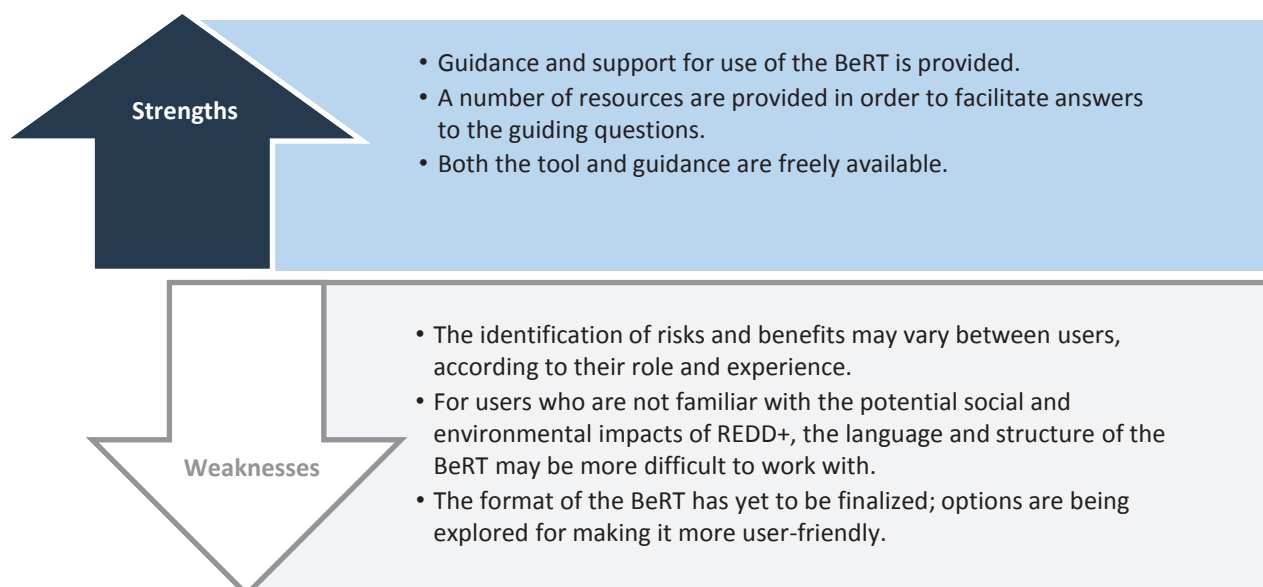 Strengths
• Guidance and support for use of the BeRT is provided.
• A number of resources are provided in order to facilitate answers
to the guiding questions.
• Both the tool and guidance are freely available.
Weaknesses
• The identification of risks and benefits may vary between users,
according to their role and experience.
• For users who are not familiar with the potential social and
environmental impacts of REDD+, the language and structure of the
BeRT may be more difficult to work with.
• The format of the BeRT has yet to be finalized; options are being
explored for making it more user-friendly.